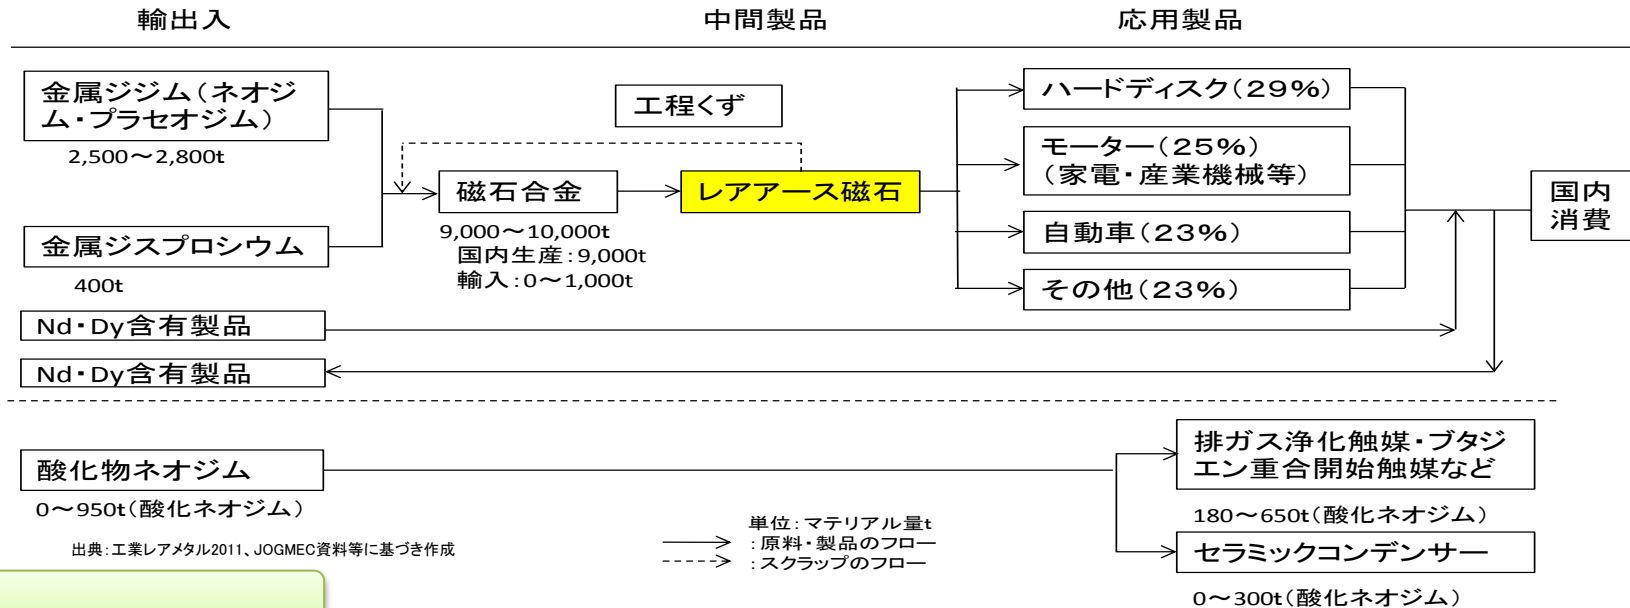 輸出入
中間製品
応用製品
金属ジジム(ネオジ
ム・プラセオジム)
2,500～2,800t
金属ジスプロシウム
400t
工程くず
磁石合金
9,000～10,000t
国内生産:9,000t
輸入:0～1,000t
レアアース磁石
ハードディスク(29%)
モーター(25%)
(家電・産業機械等)
自動車(23%)
その他(23%)
国内
消費
Nd・Dy含有製品
Nd・Dy含有製品
酸化物ネオジム
0～950t(酸化ネオジム)
排ガス浄化触媒・ブタジ
エン重合開始触媒など
180～650t(酸化ネオジム)
セラミックコンデンサー
0～300t(酸化ネオジム)
単位:マテリアル量t
:原料・製品のフロー
:スクラップのフロー
出典:工業レアメタル2011、JOGMEC資料等に基づき作成